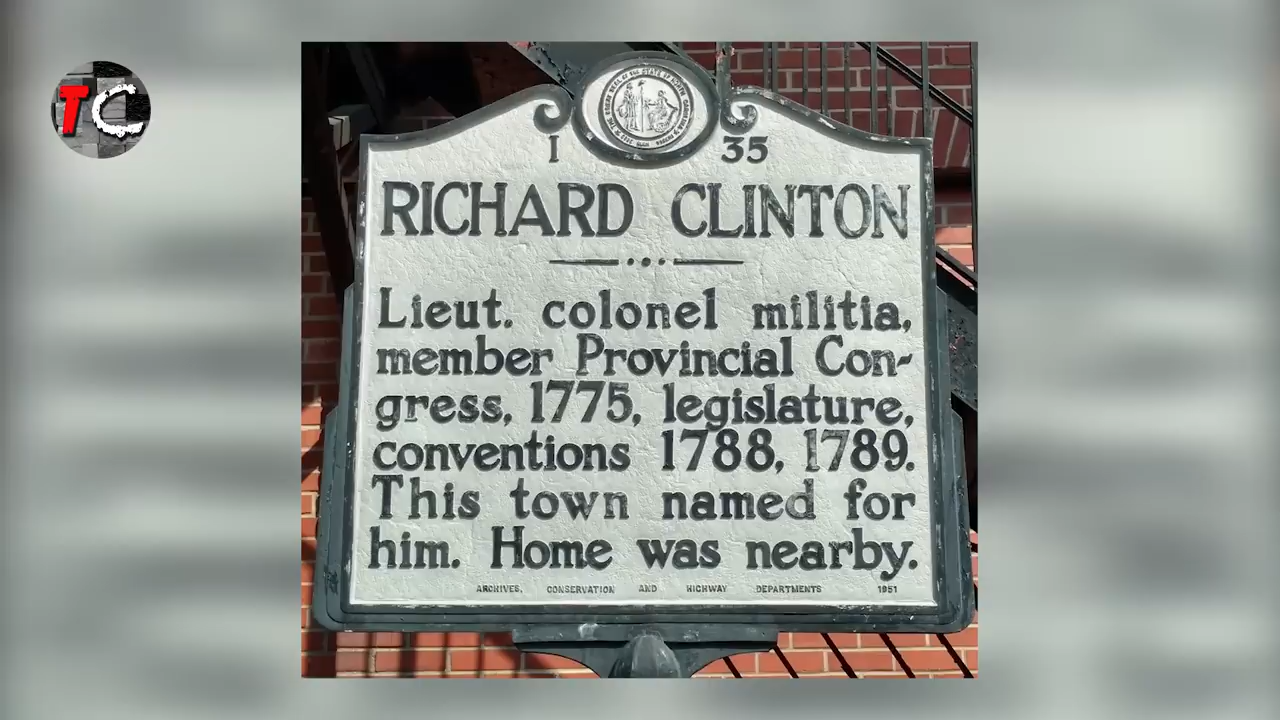 TC
I 35
RICHARD CLINTON
Lieut. colonel militia,
member Provincial Con-
gress, 1775, legislature,
conventions 1788, 1789.
This town named for
him. Home was nearby.
ARCHIVES, CONSERVATION AND HIGHWAY DEPARTMENTS 1951